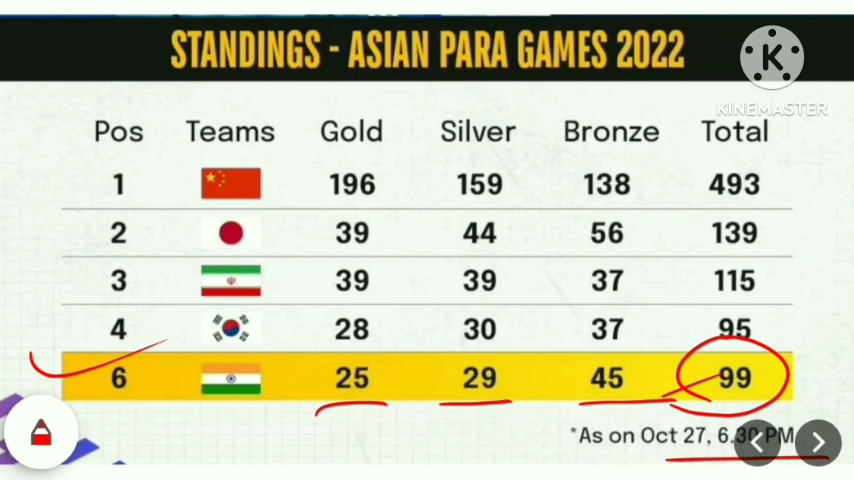 STANDINGS - ASIAN PARA GAMES 2022
K
KINEMASTER
Pos Teams Gold Silver Bronze Total
1 196 159 138 493
2 39 44 56 139
3 39 39 37 115
4 28 30 37 95
6 25 29 45 99
*As on Oct 27, 6.30 PM